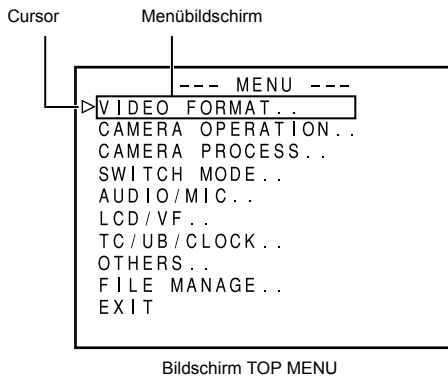 Cursor Menübildschirm
--- MENU ---
VIDEO FORMAT..
CAMERA OPERATION..
CAMERA PROCESS..
SWITCH MODE..
AUDIO/MIC..
LCD/VF..
TC/UB/CLOCK..
OTHERS..
FILE MANAGE..
EXIT
Bildschirm TOP MENU